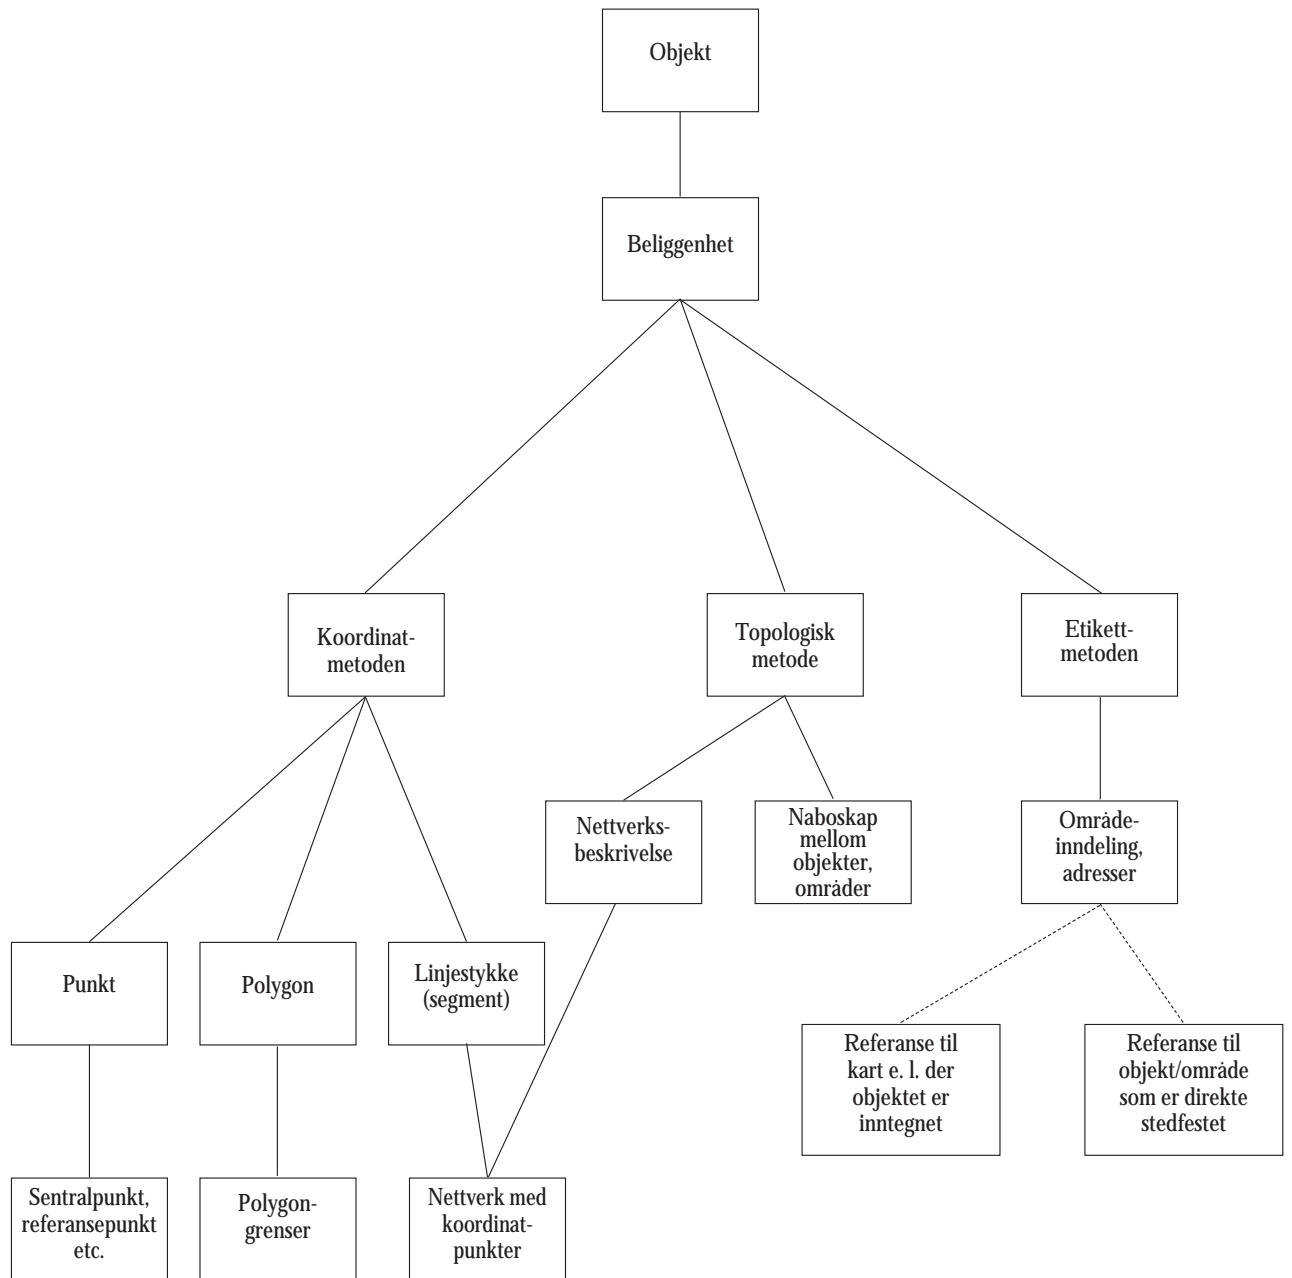 Objekt
Beliggenhet
Koordinat-
metoden
Topologisk
metode
Etikett-
metoden
Nettverks-
beskrivelse
Naboskap
mellom
objekter,
områder
Område-
inndeling,
adresser
Punkt
Polygon
Linjestykke
(segment)
Referanse til
kart e. l. der
objektet er
inntegnet
Referanse til
objekt/område
som er direkte
stedfestet
Sentralpunkt,
referansepunkt
etc.
Polygon-
grenser
Nettverk med
koordinat-
punkter